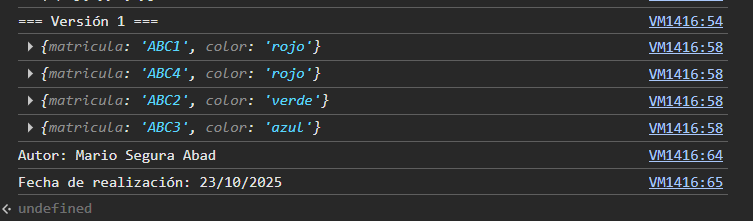 === Versión 1 === VM1416:54
▸ {matricula: 'ABC1', color: 'rojo'} VM1416:58
▸ {matricula: 'ABC4', color: 'rojo'} VM1416:58
▸ {matricula: 'ABC2', color: 'verde'} VM1416:58
▸ {matricula: 'ABC3', color: 'azul'} VM1416:58
Autor: Mario Segura Abad VM1416:64
Fecha de realización: 23/10/2025 VM1416:65
undefined